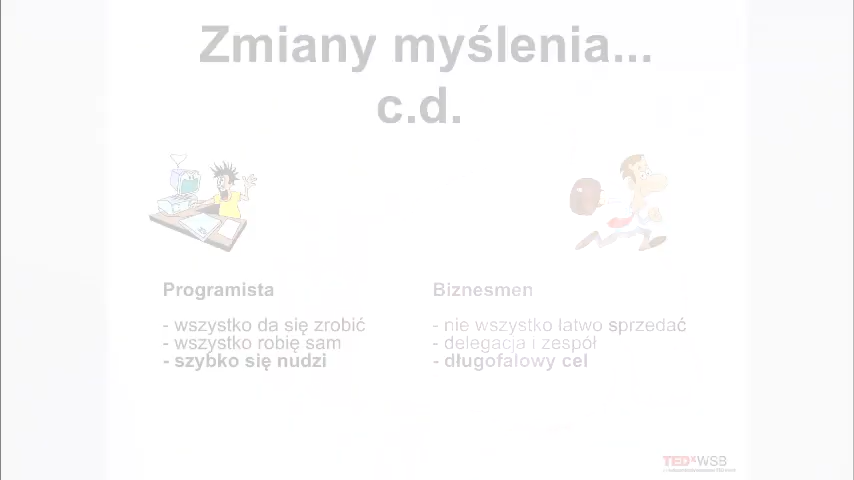 Zmiany myślenia...
c.d.
Programista
- wszystko da się zrobić
- wszystko robię sam
- szybko się nudzi
Biznesmen
- nie wszystko łatwo sprzedać
- delegacja i zespół
- długofalowy cel
TEDxWSB